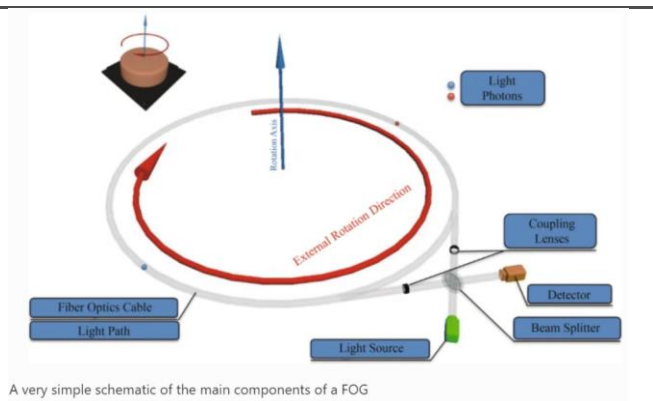 Light
Photons
Rotation Axis
External Rotation Direction
Coupling
Lenses
Fiber Optics Cable
Light Path
Detector
Beam Splitter
Light Source
A very simple schematic of the main components of a FOG